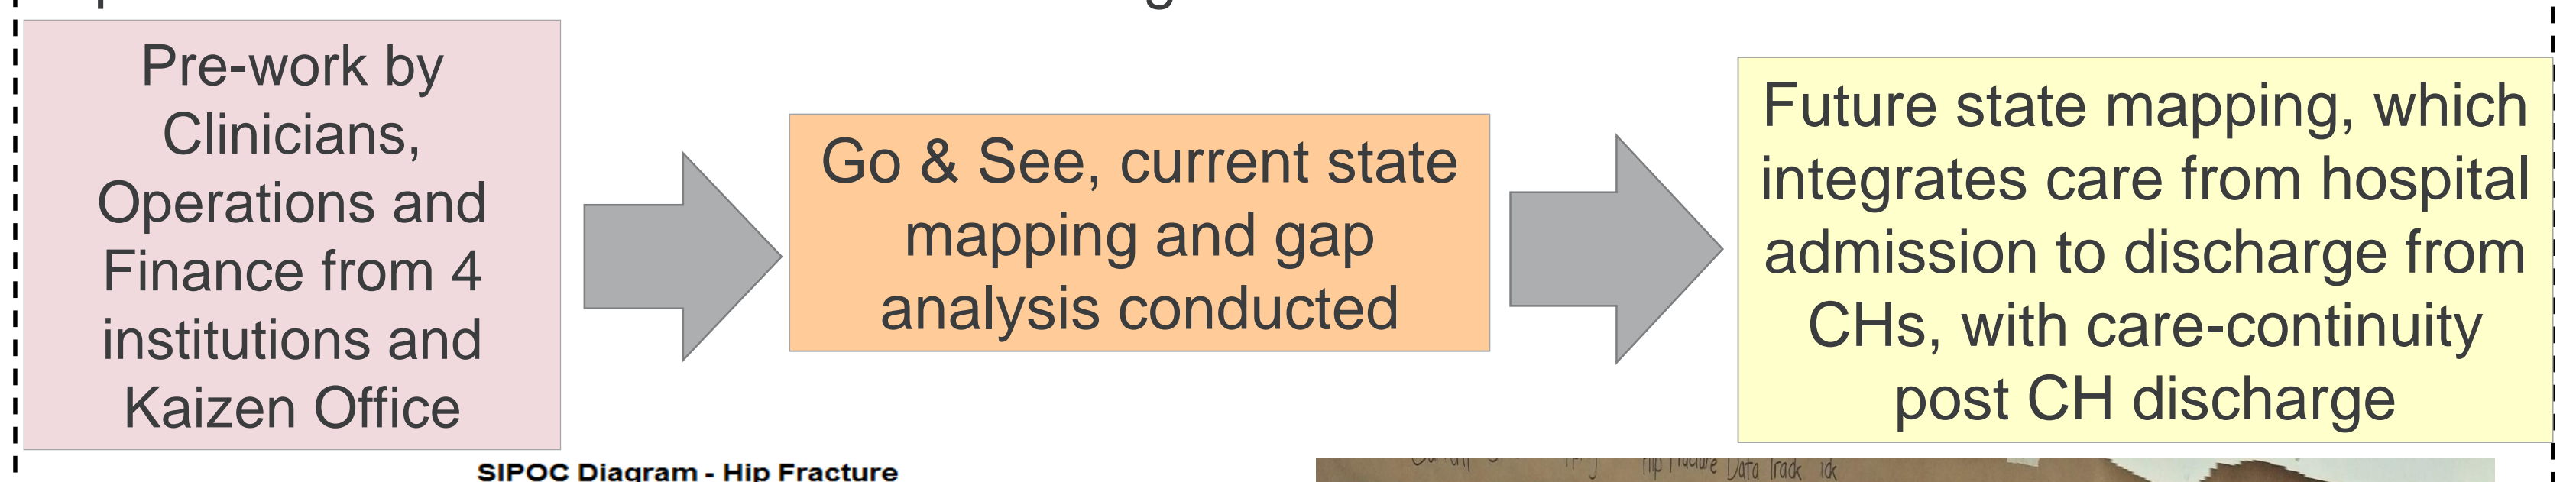 Pre-work by
Clinicians,
Operations and
Finance from 4
institutions and
Kaizen Office
Go & See, current state
mapping and gap
analysis conducted
Future state mapping, which
integrates care from hospital
admission to discharge from
CHs, with care-continuity
post CH discharge
SIPOC Diagram - Hip Fracture
Hip Fracture Data Track